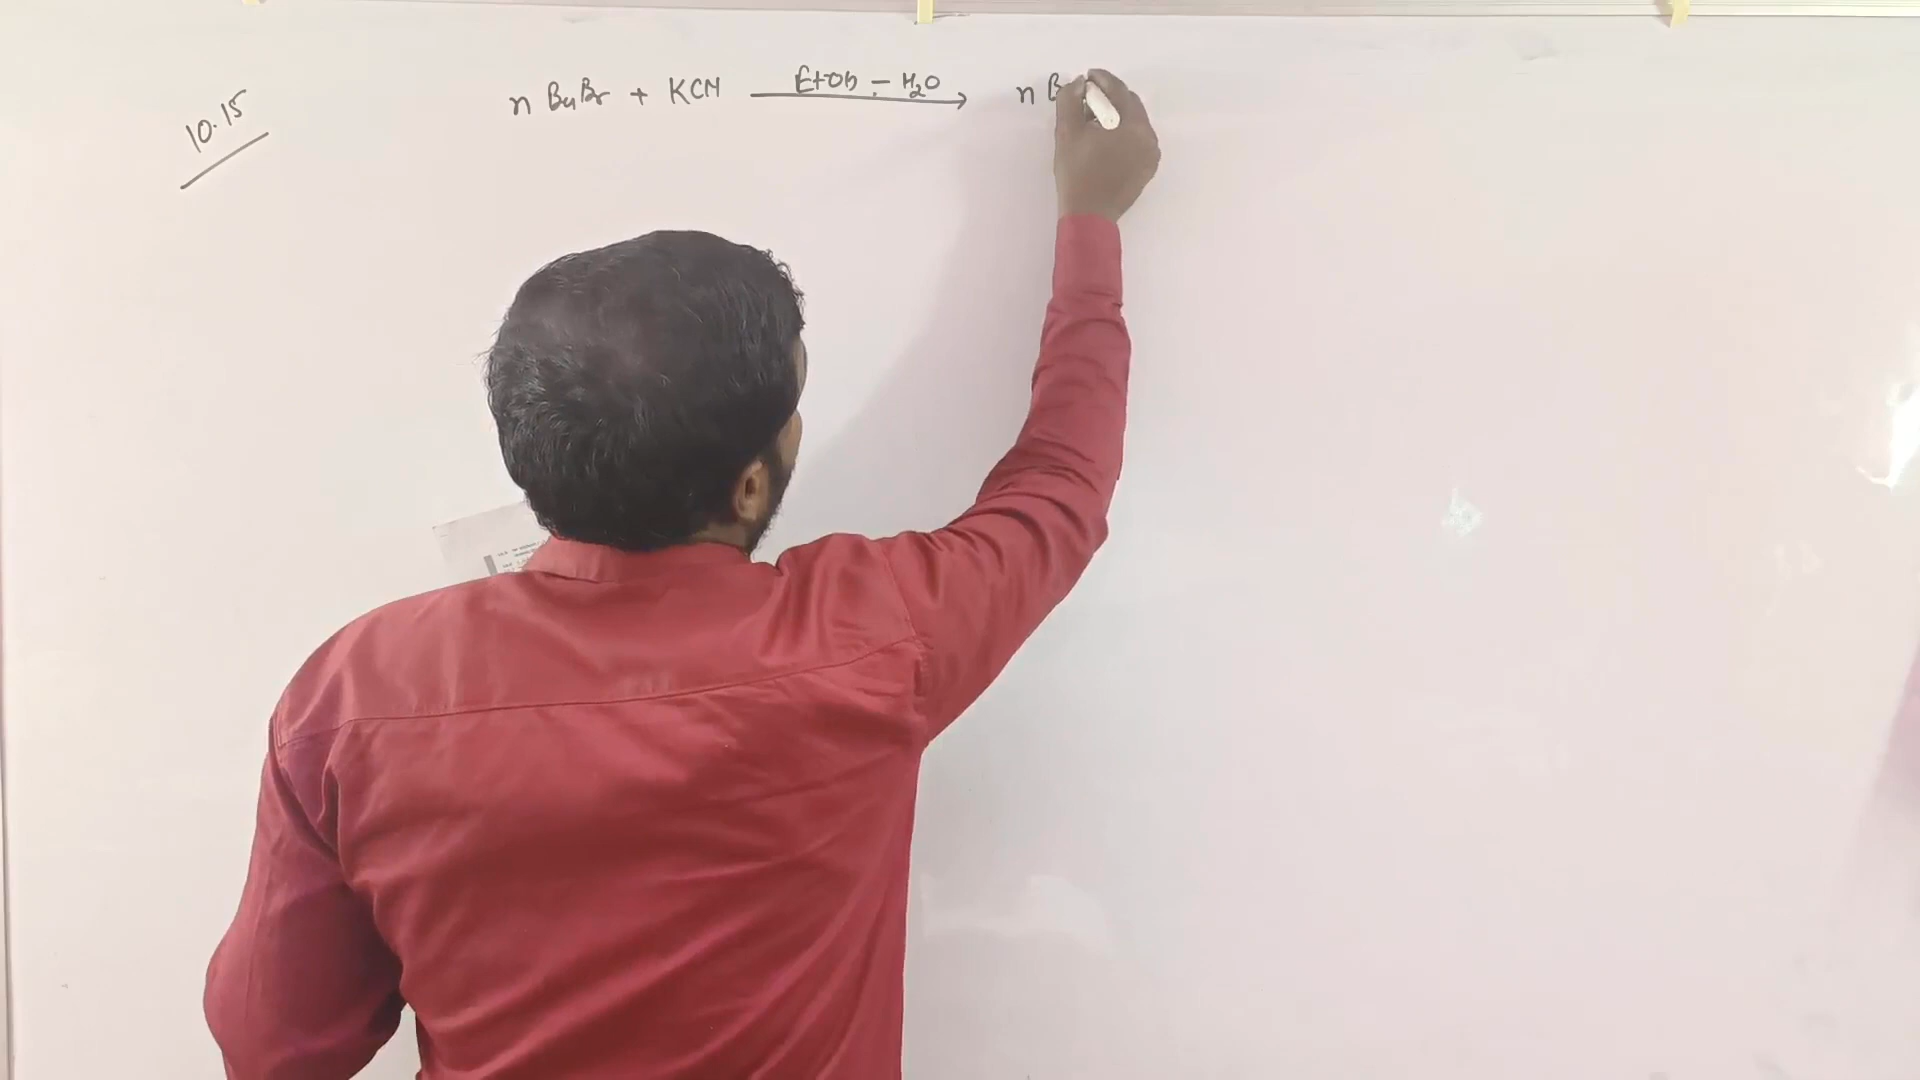 10.15
n BuBr + KCN EtOH - H₂O n B